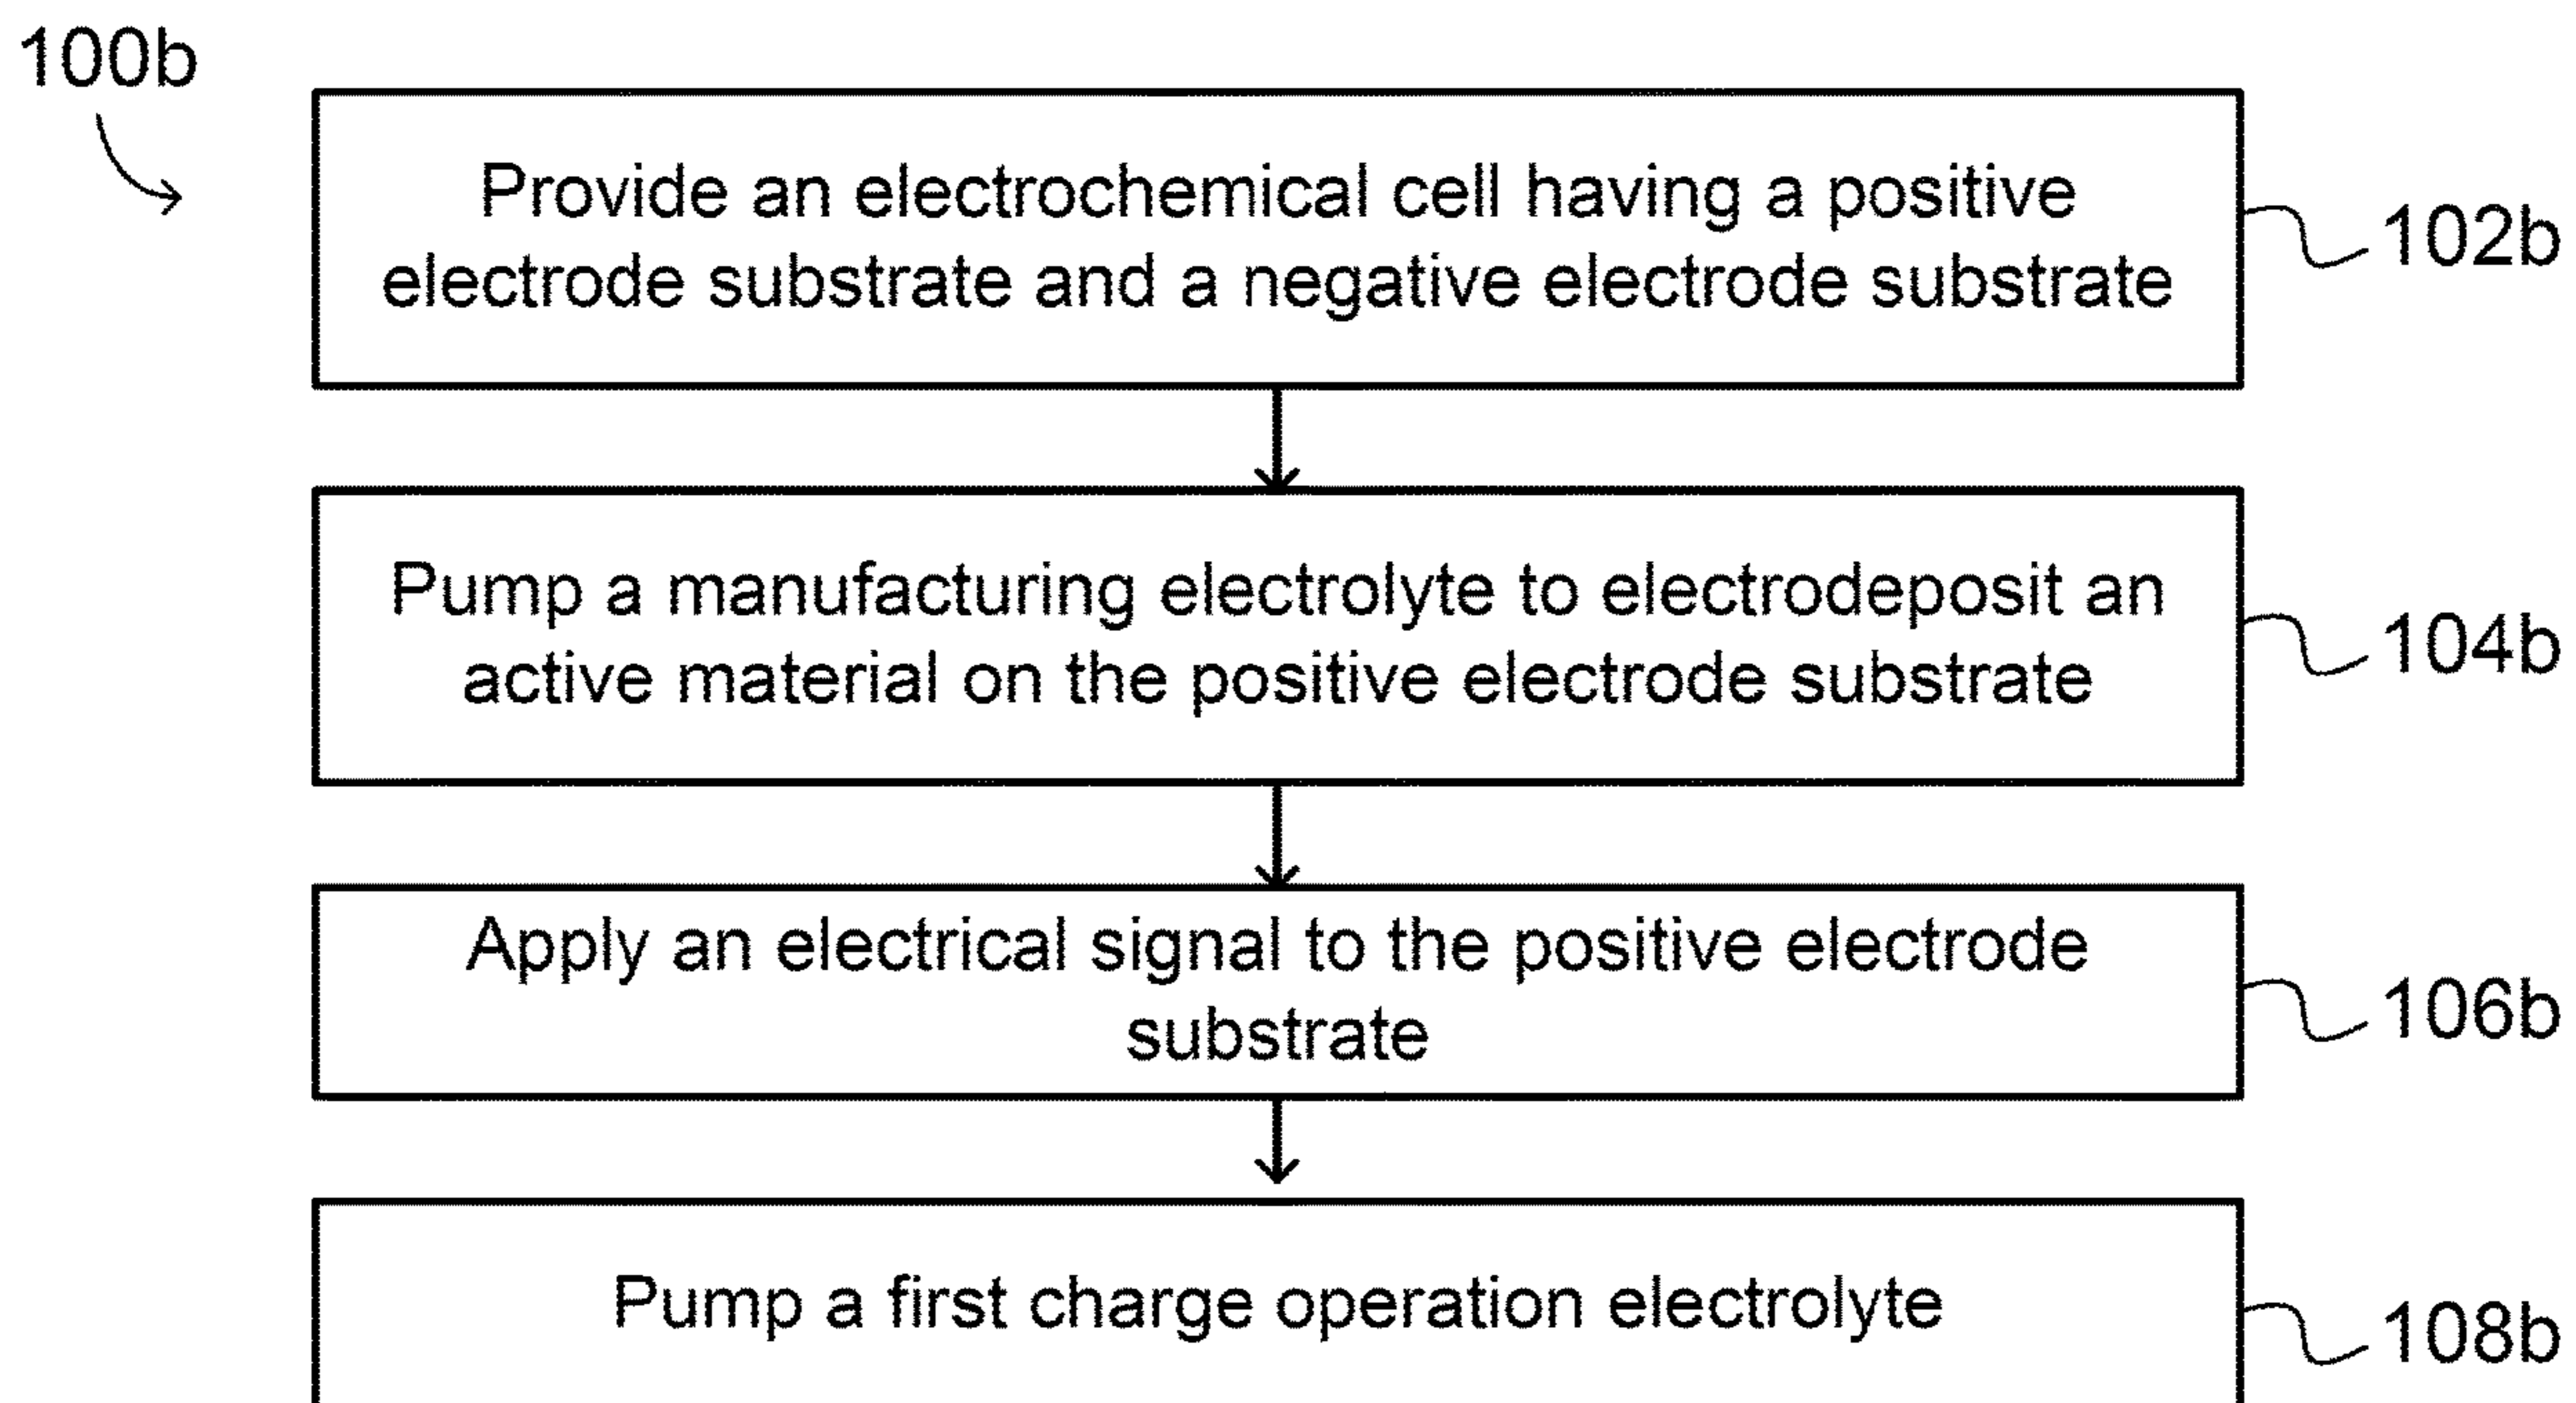 100b
Provide an electrochemical cell having a positive
electrode substrate and a negative electrode substrate
102b
Pump a manufacturing electrolyte to electrodeposit an
active material on the positive electrode substrate
104b
Apply an electrical signal to the positive electrode
substrate
106b
Pump a first charge operation electrolyte
108b